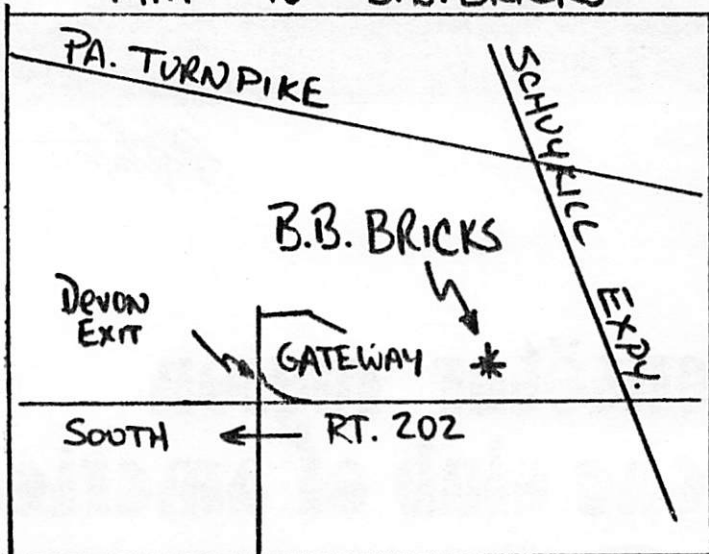 PA. TURNPIKE
SCHUYLKILL EXPY.
B.B. BRICKS
DEVON
EXIT
GATEWAY
SOUTH ← RT. 202